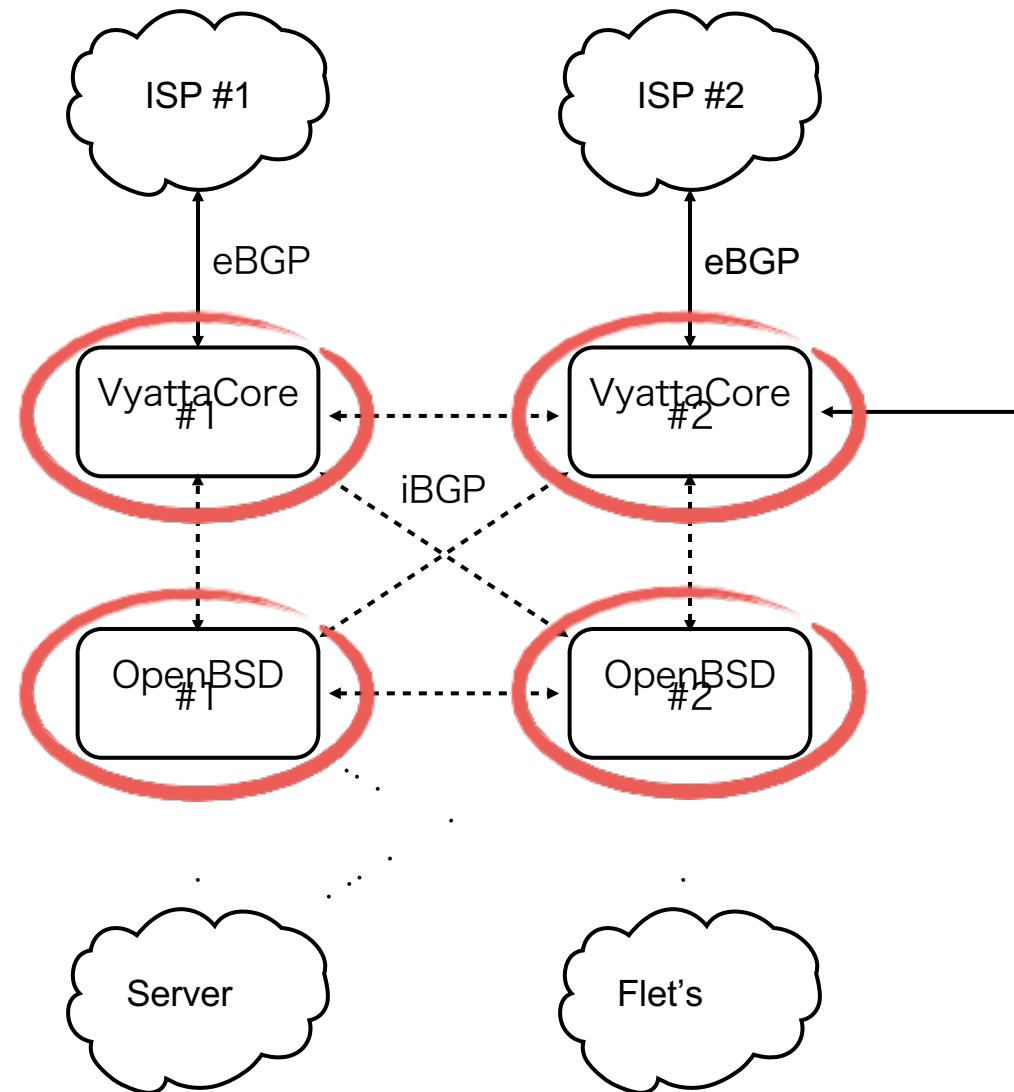 ISP #1
ISP #2
eBGP
eBGP
VyattaCore
#1
VyattaCore
#2
iBGP
OpenBSD
#1
OpenBSD
#2
Server
Flet's